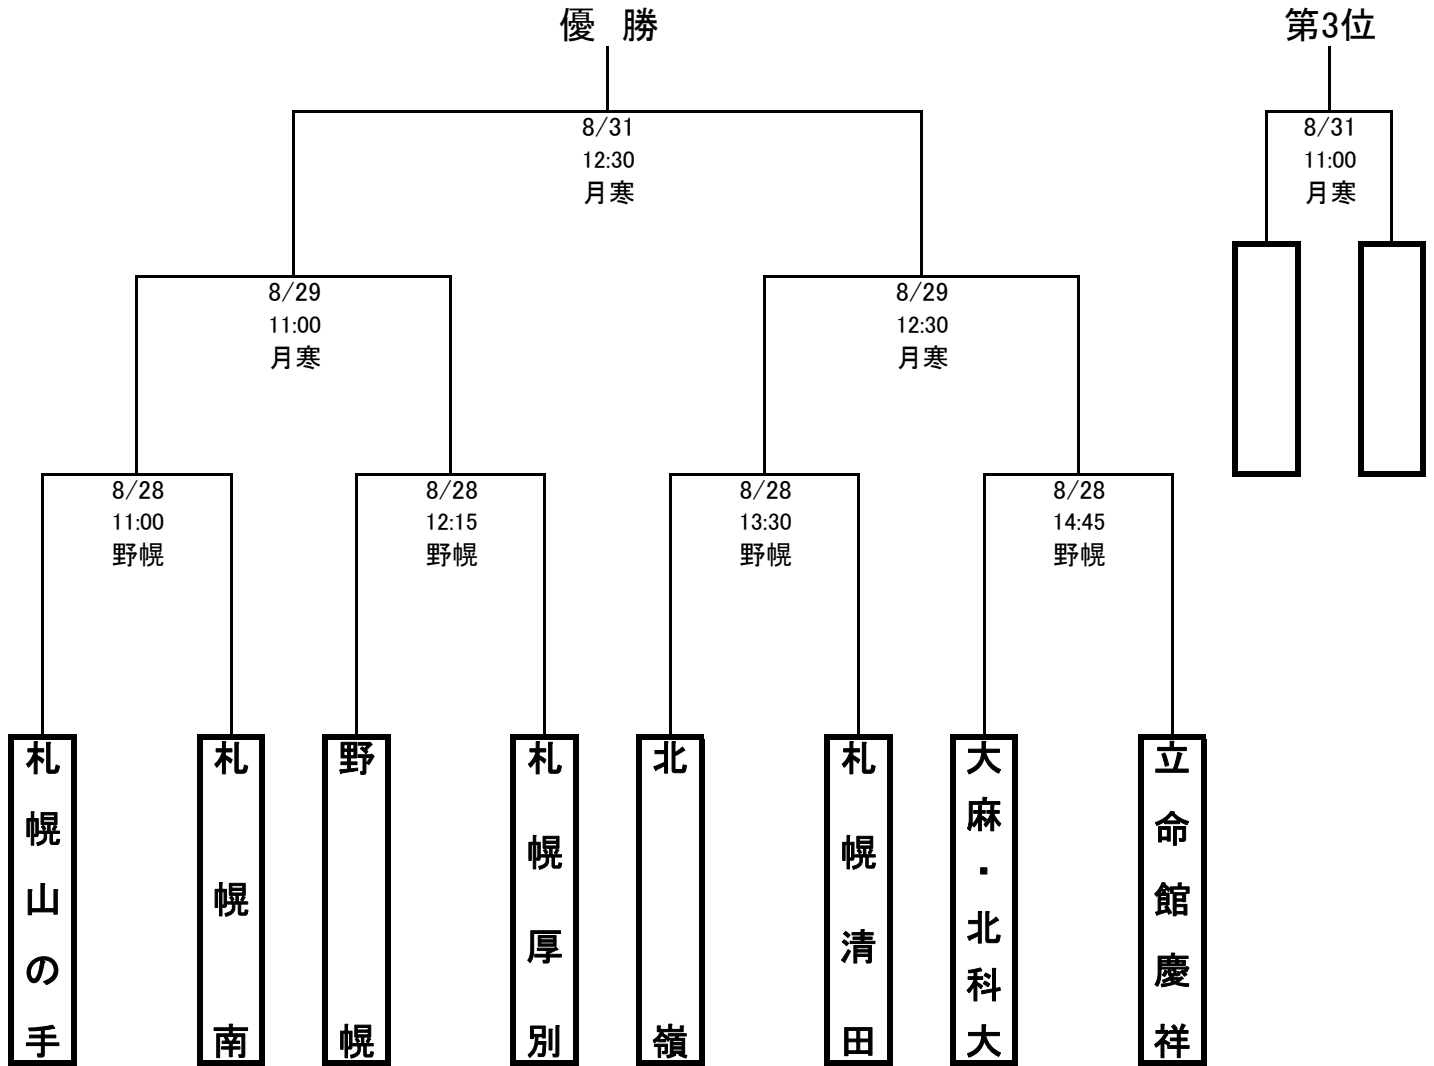 優 勝
第3位
8/31
12:30
月寒
8/31
11:00
月寒
8/29
11:00
月寒
8/29
12:30
月寒
8/28
11:00
野幌
8/28
12:15
野幌
8/28
13:30
野幌
8/28
14:45
野幌
札幌山の手
札幌南
野幌
札幌厚別
北嶺
札幌清田
大麻・北科大
立命館慶祥